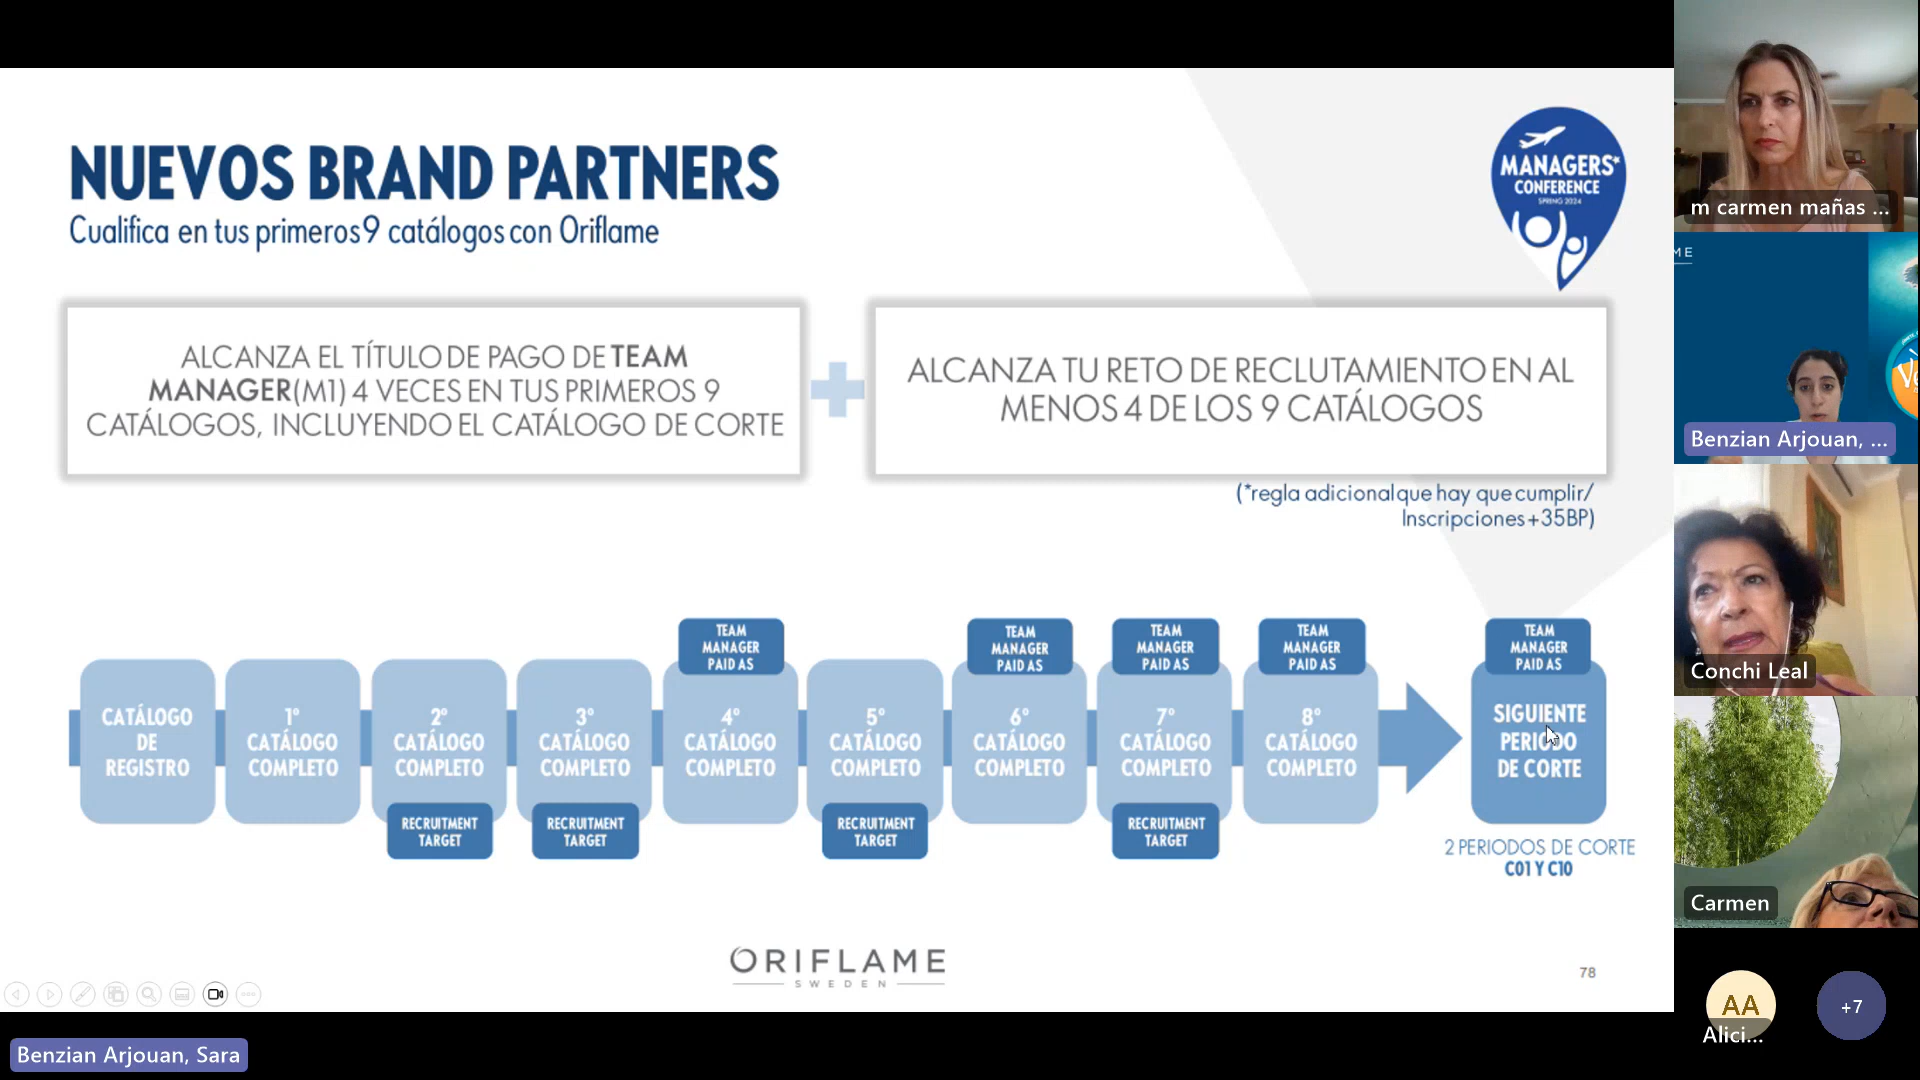 NUEVOS BRAND PARTNERS
Cualifica en tus primeros 9 catálogos con Oriflame
MANAGERS*
CONFERENCE
SPRING 2024
ALCANZA EL TÍTULO DE PAGO DE TEAM
MANAGER(M1) 4 VECES EN TUS PRIMEROS 9
CATÁLOGOS, INCLUYENDO EL CATÁLOGO DE CORTE
ALCANZA TU RETO DE RECLUTAMIENTO EN AL
MENOS 4 DE LOS 9 CATÁLOGOS
(*regla adicional que hay que cumplir/
Inscripciones +35BP)
TEAM
MANAGER
PAID AS
TEAM
MANAGER
PAID AS
TEAM
MANAGER
PAID AS
TEAM
MANAGER
PAID AS
TEAM
MANAGER
PAID AS
CATÁLOGO
DE
REGISTRO
1º
CATÁLOGO
COMPLETO
2º
CATÁLOGO
COMPLETO
3º
CATÁLOGO
COMPLETO
4º
CATÁLOGO
COMPLETO
5º
CATÁLOGO
COMPLETO
6º
CATÁLOGO
COMPLETO
7º
CATÁLOGO
COMPLETO
8º
CATÁLOGO
COMPLETO
SIGUIENTE
PERIODO
DE CORTE
RECRUITMENT
TARGET
RECRUITMENT
TARGET
RECRUITMENT
TARGET
RECRUITMENT
TARGET
2 PERIODOS DE CORTE
C01 Y C10
ORIFLAME
SWEDEN
78
Benzian Arjouan, Sara
m carmen mañas ...
ME
Benzian Arjouan, ...
Conchi Leal
Carmen
AA
Alici...
+7